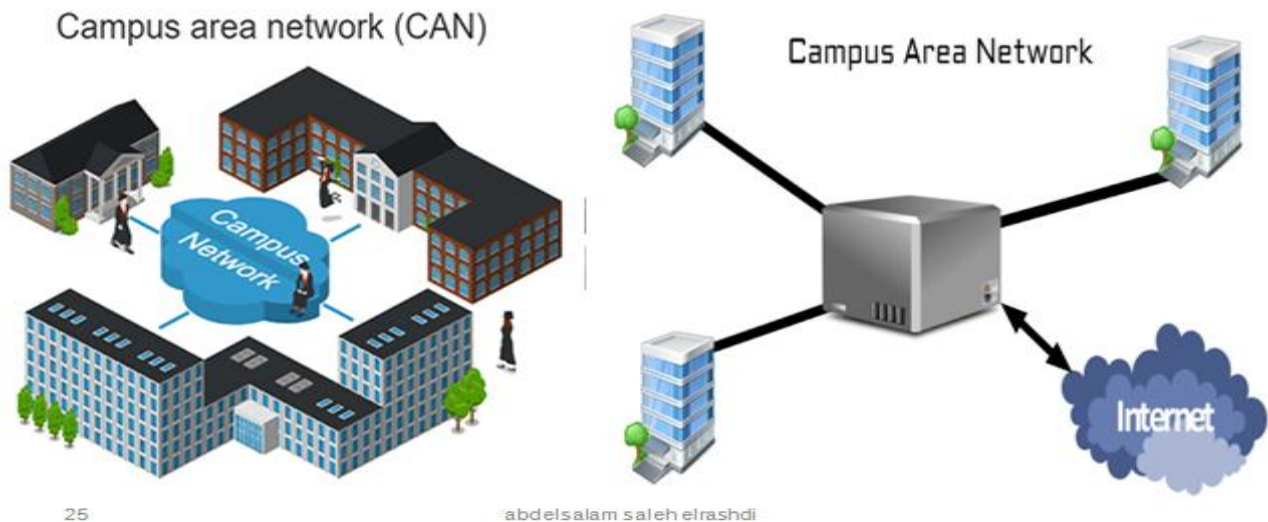 Campus area network (CAN)
Campus
Network
Campus Area Network
Internet
25
abdelsalam saleh elrashdi